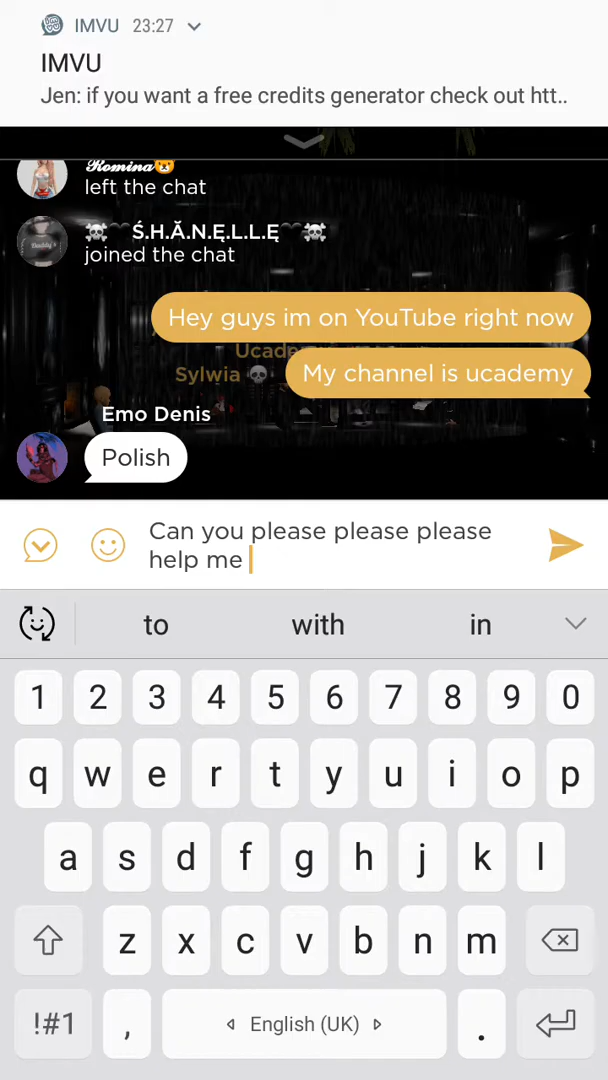 IMVU 23:27
IMVU
Jen: if you want a free credits generator check out htt..
𝓡𝓸𝓶𝓲𝓷𝓪🐻
left the chat
☠️🖤Ś.H.Ă.N.Ę.L.L.Ę🖤☠️
joined the chat
Hey guys im on YouTube right now
Ucade
Sylwia 💀
My channel is ucademy
Emo Denis
Polish
Can you please please please
help me
to with in
1 2 3 4 5 6 7 8 9 0
q w e r t y u i o p
a s d f g h j k l
z x c v b n m
!#1 , English (UK) .